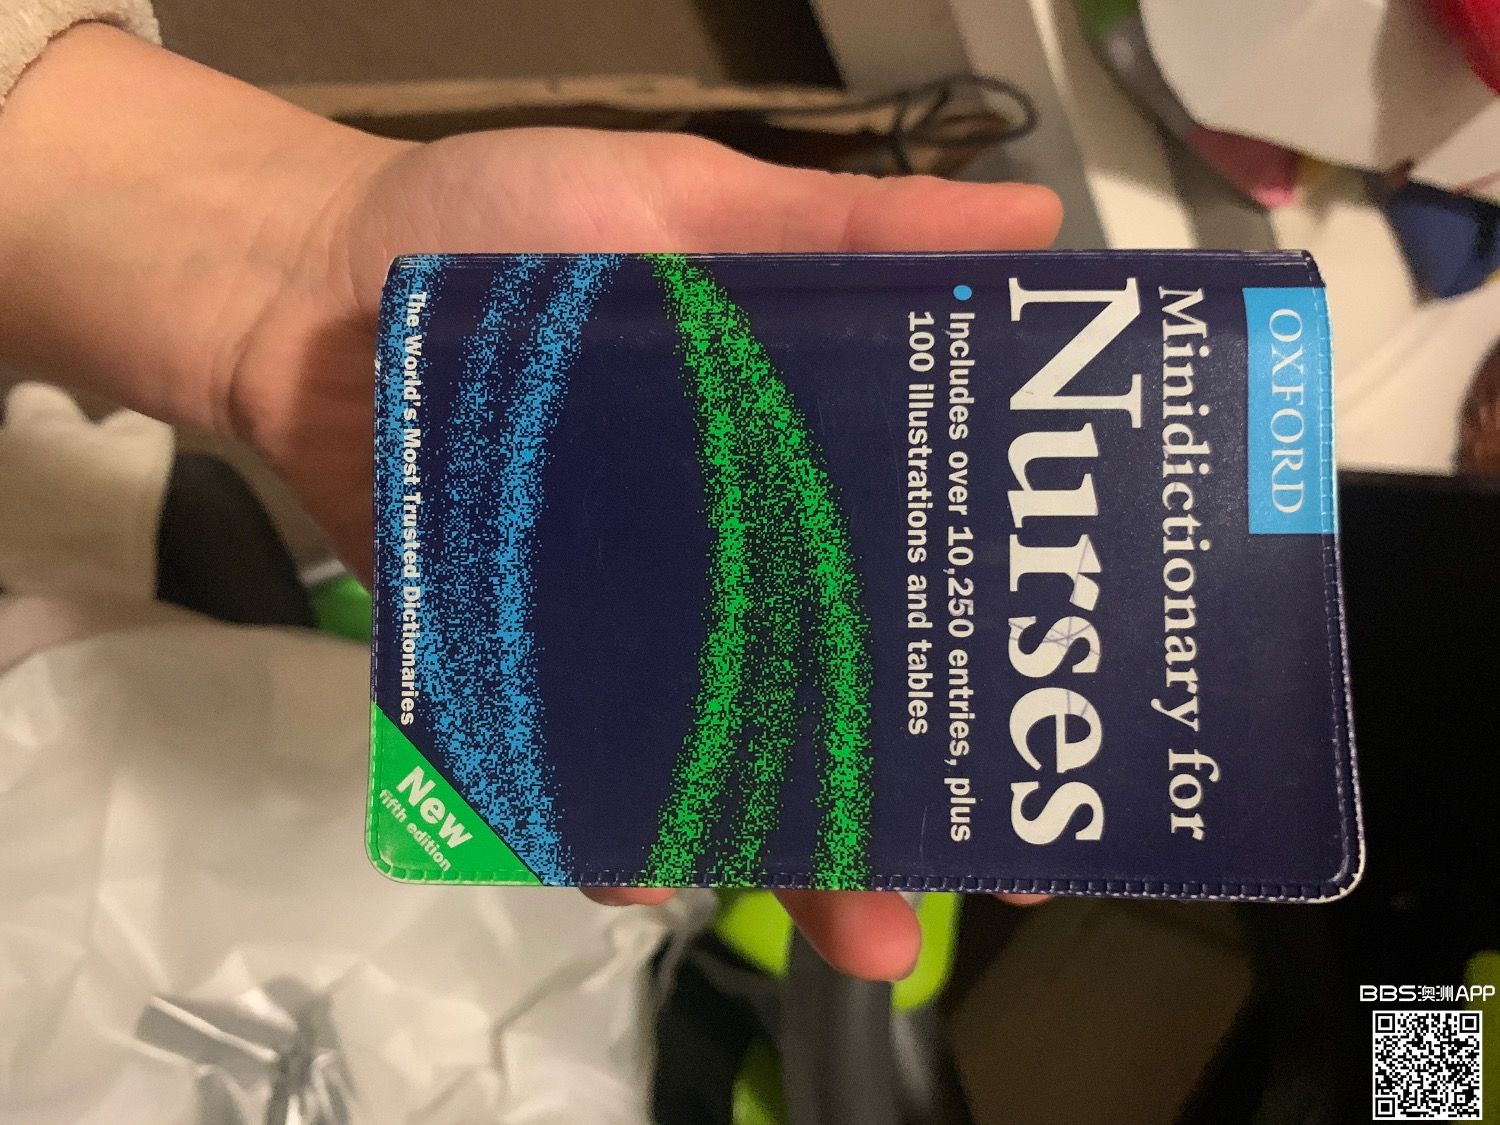 OXFORD
Minidictionary for
Nurses
• Includes over 10,250 entries, plus
100 illustrations and tables
The World's Most Trusted Dictionaries
New
fifth edition
BBS澳洲APP